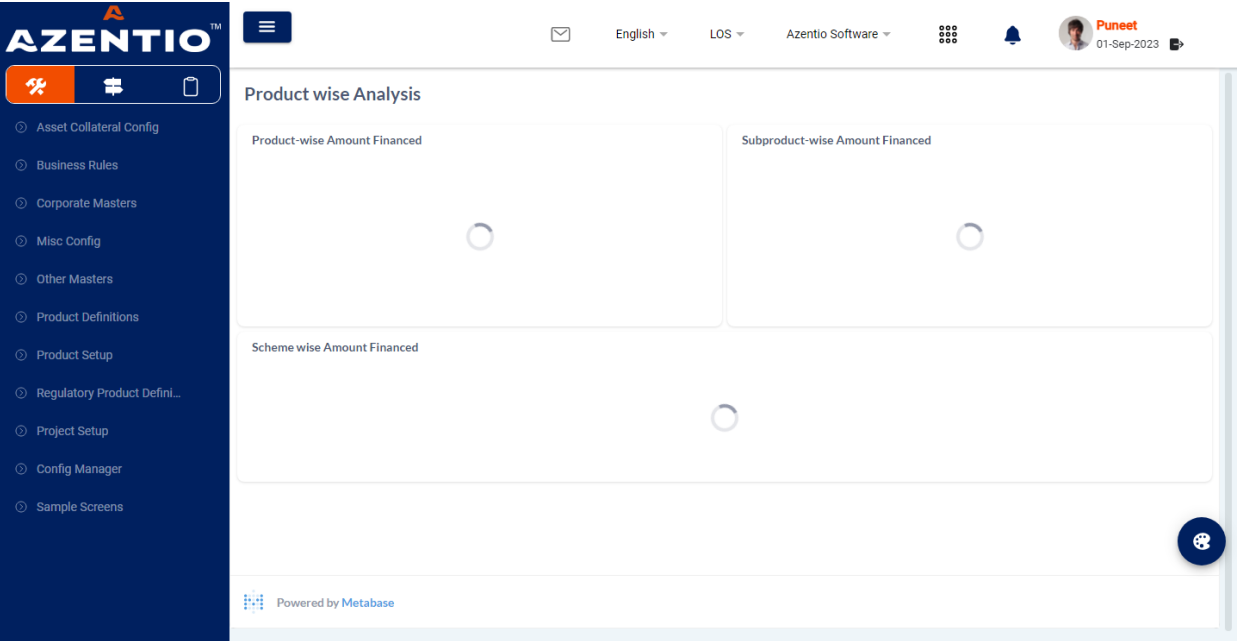 AZENTIO™
English
LOS
Azentio Software
Puneet
01-Sep-2023
Asset Collateral Config
Business Rules
Corporate Masters
Misc Config
Other Masters
Product Definitions
Product Setup
Regulatory Product Defini...
Project Setup
Config Manager
Sample Screens
Product wise Analysis
Product-wise Amount Financed
Subproduct-wise Amount Financed
Scheme wise Amount Financed
Powered by Metabase